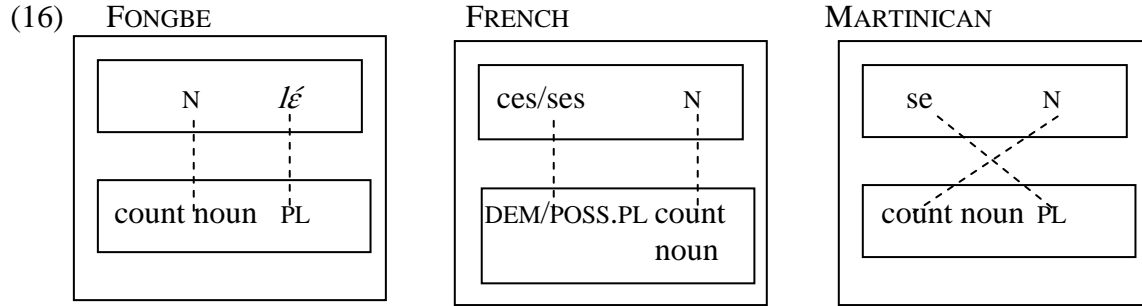 (16) FONGBE FRENCH MARTINICAN
N lɛ́ ces/ses N se N
count noun PL DEM/POSS.PL count count noun PL
noun